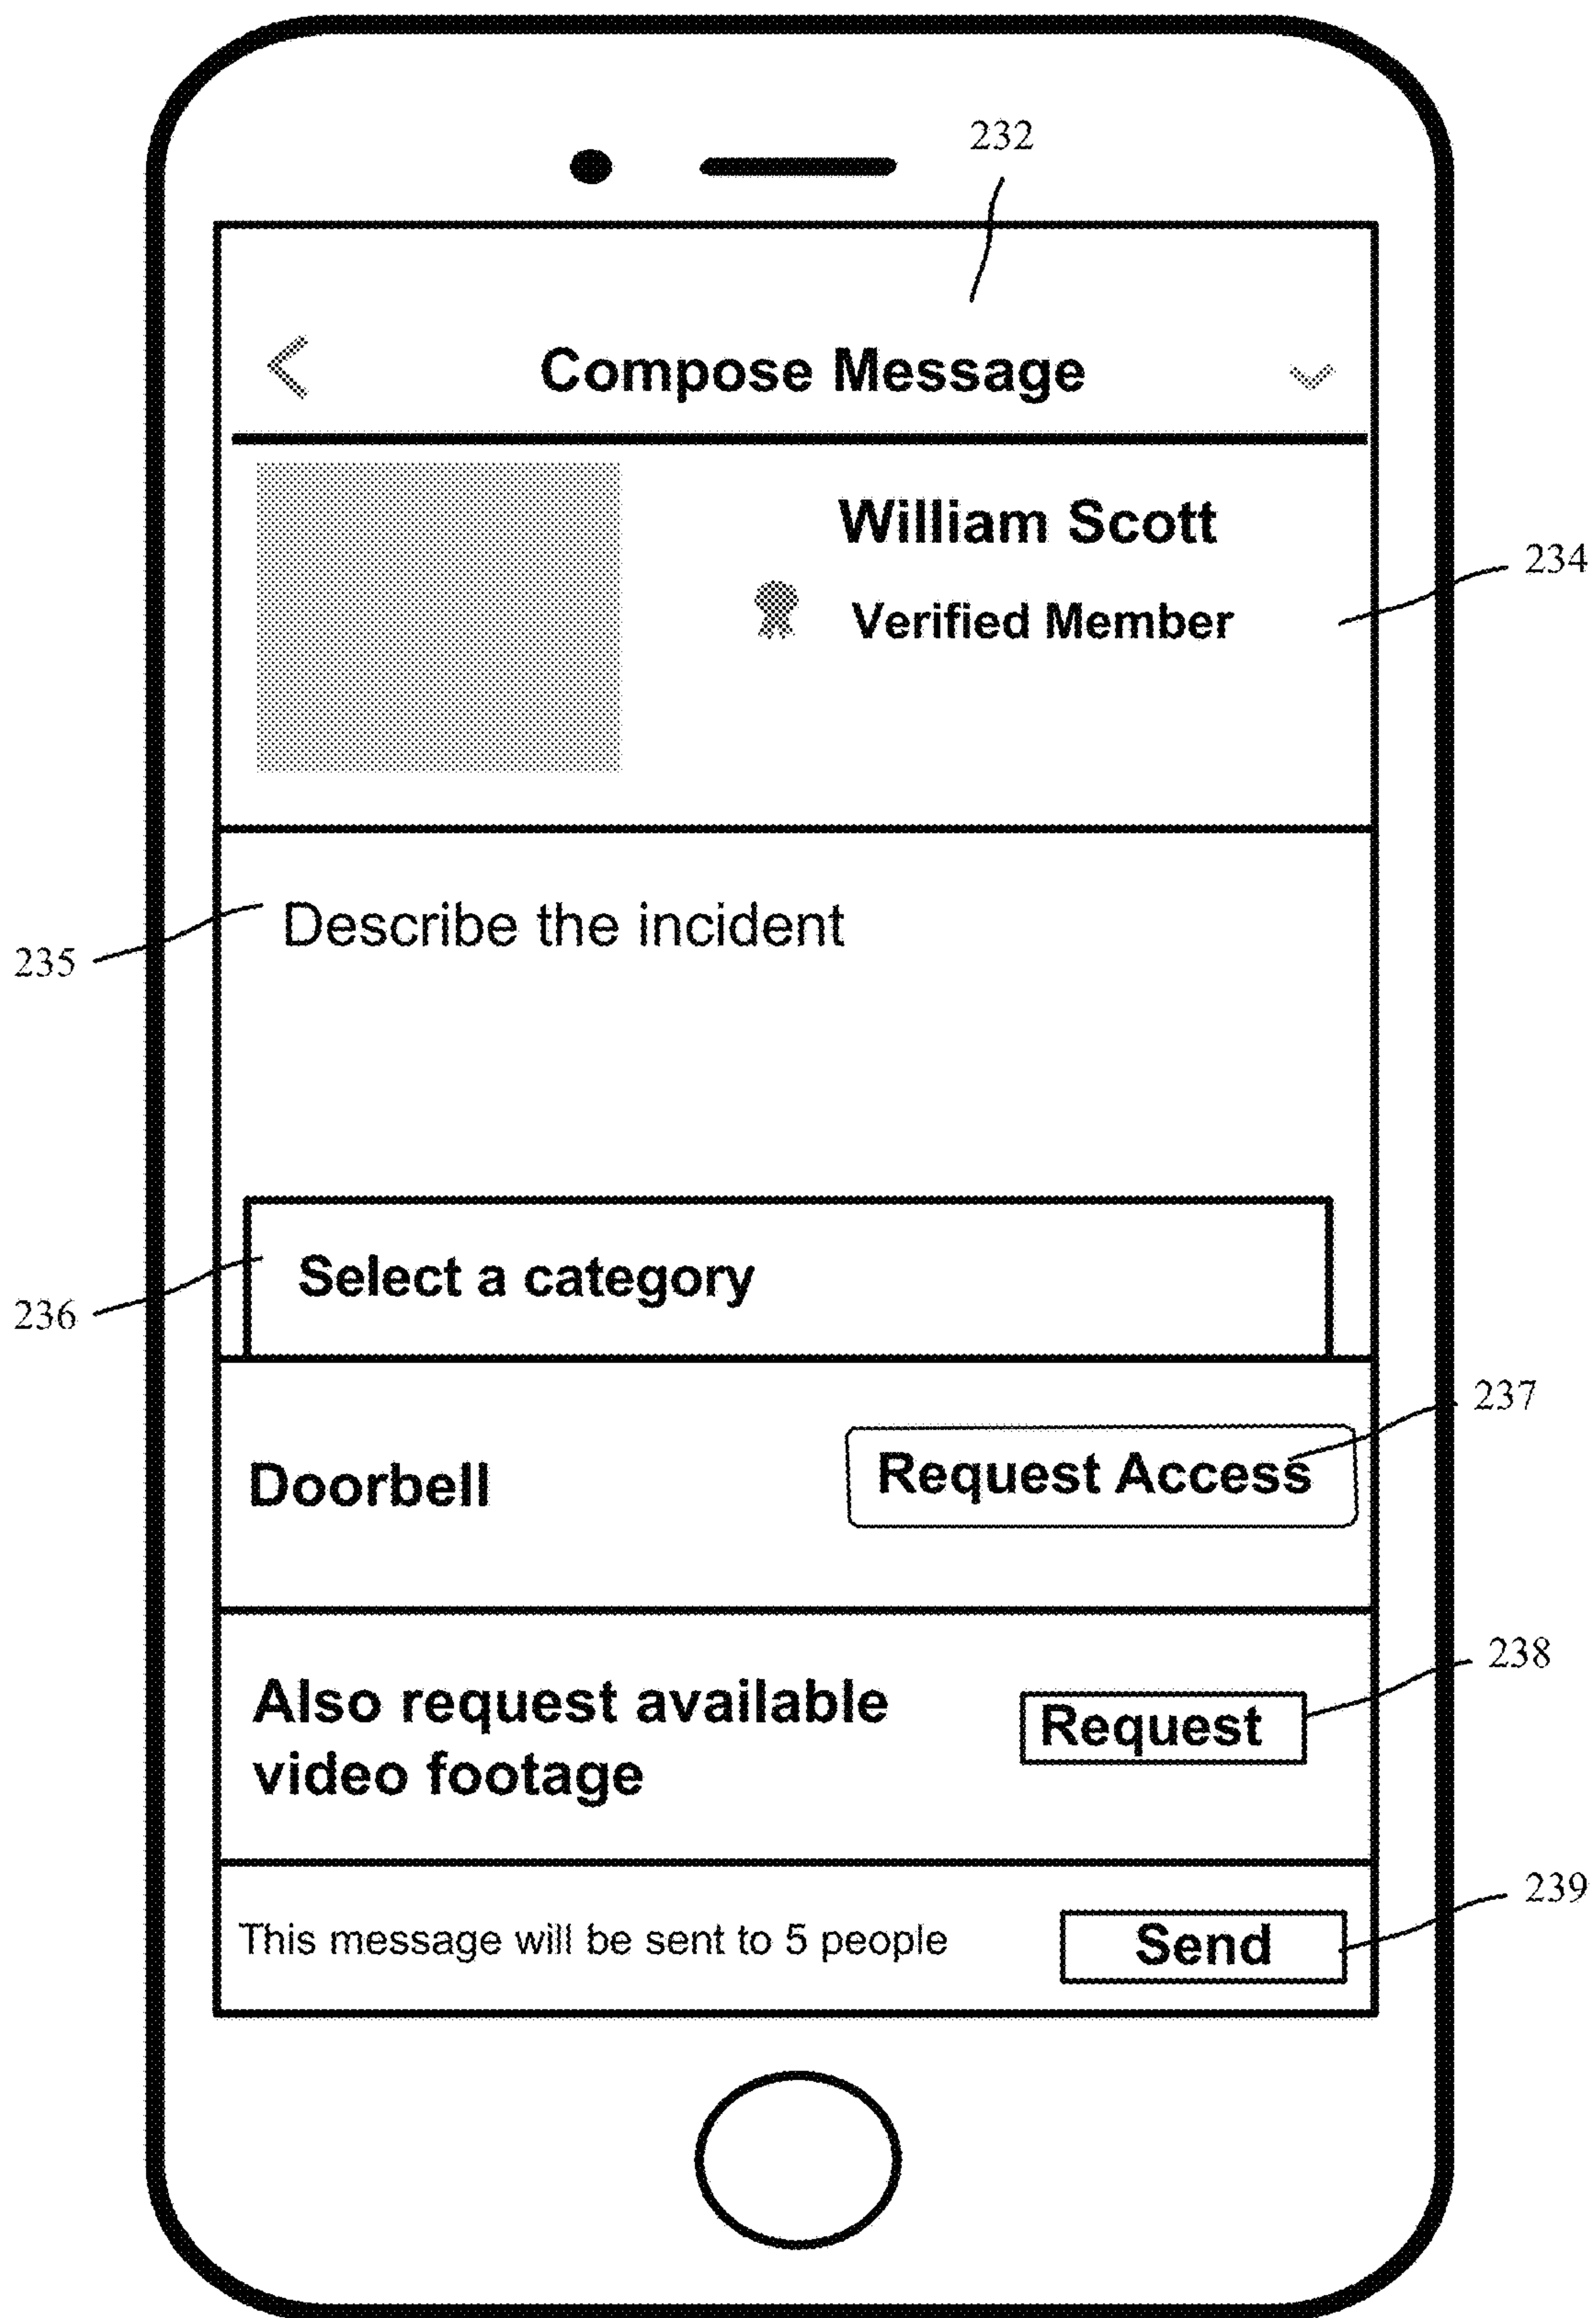 232
Compose Message
William Scott
234
Verified Member
Describe the incident
235
Select a category
236
237
Doorbell
Request Access
238
Also request available
video footage
Request
239
This message will be sent to 5 people
Send